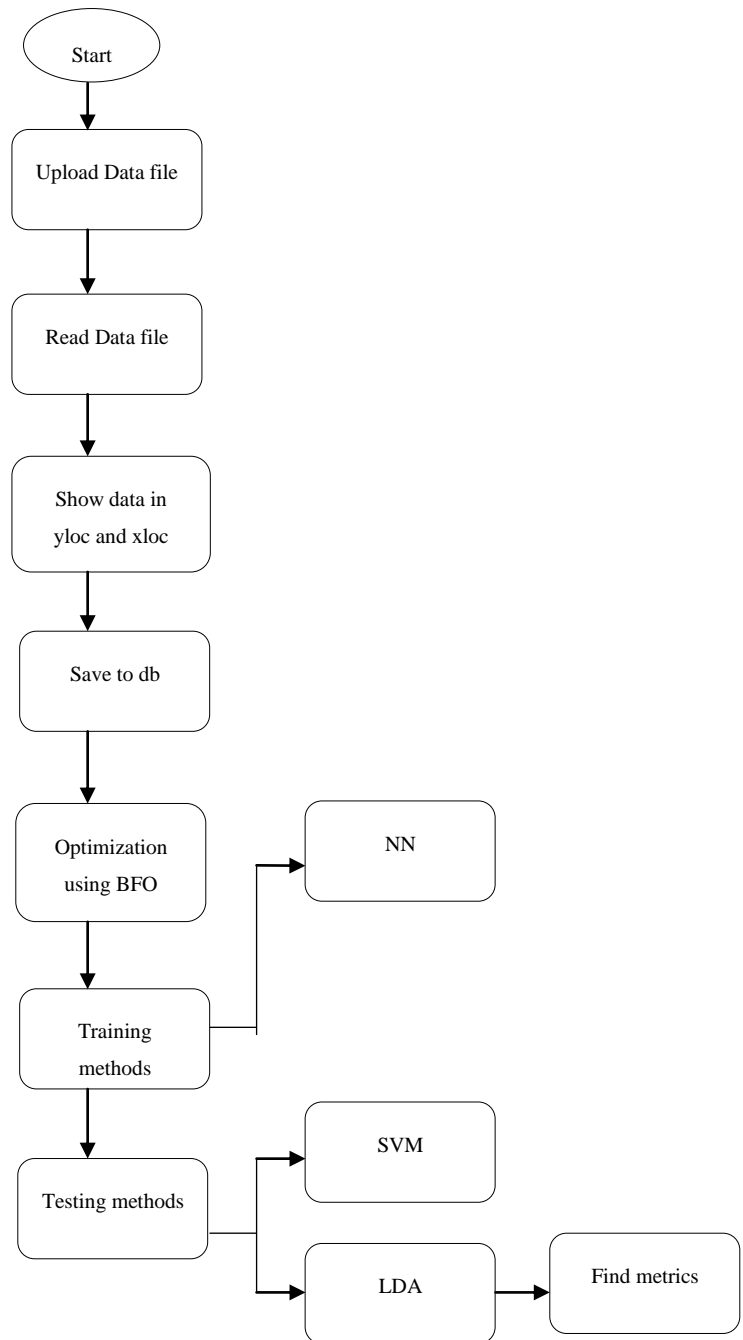 Start
Upload Data file
Read Data file
Show data in
yloc and xloc
Save to db
Optimization
using BFO
NN
Training
methods
SVM
Testing methods
LDA
Find metrics